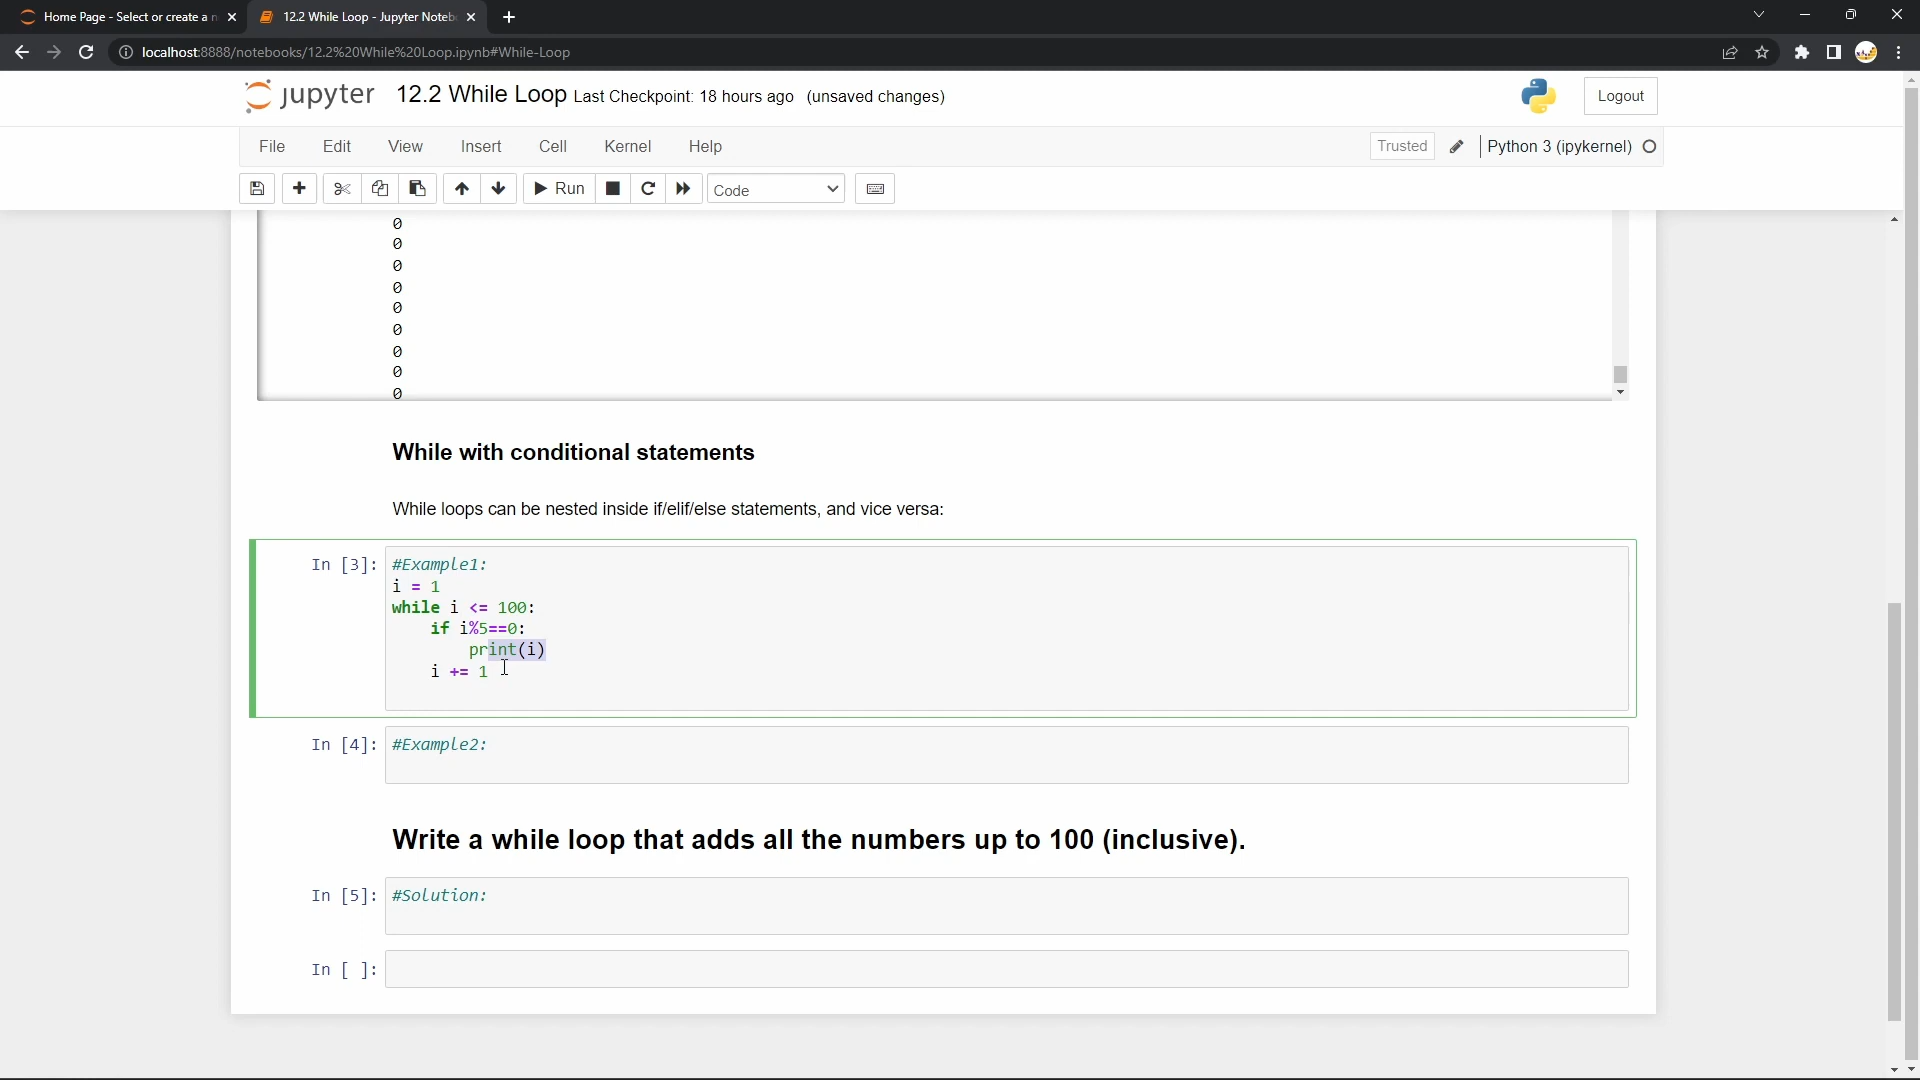 Home Page - Select or create a n
12.2 While Loop - Jupyter Noteb
localhost:8888/notebooks/12.2%20While%20Loop.ipynb#While-Loop
jupyter 12.2 While Loop Last Checkpoint: 18 hours ago (unsaved changes)
Logout
File Edit View Insert Cell Kernel Help
Trusted Python 3 (ipykernel)
Run
Code
0
0
0
0
0
0
0
0
0
While with conditional statements
While loops can be nested inside if/elif/else statements, and vice versa:
In [3]: #Example1:
i = 1
while i <= 100:
if i%5==0:
print(i)
i += 1
In [4]: #Example2:
Write a while loop that adds all the numbers up to 100 (inclusive).
In [5]: #Solution:
In [ ]: